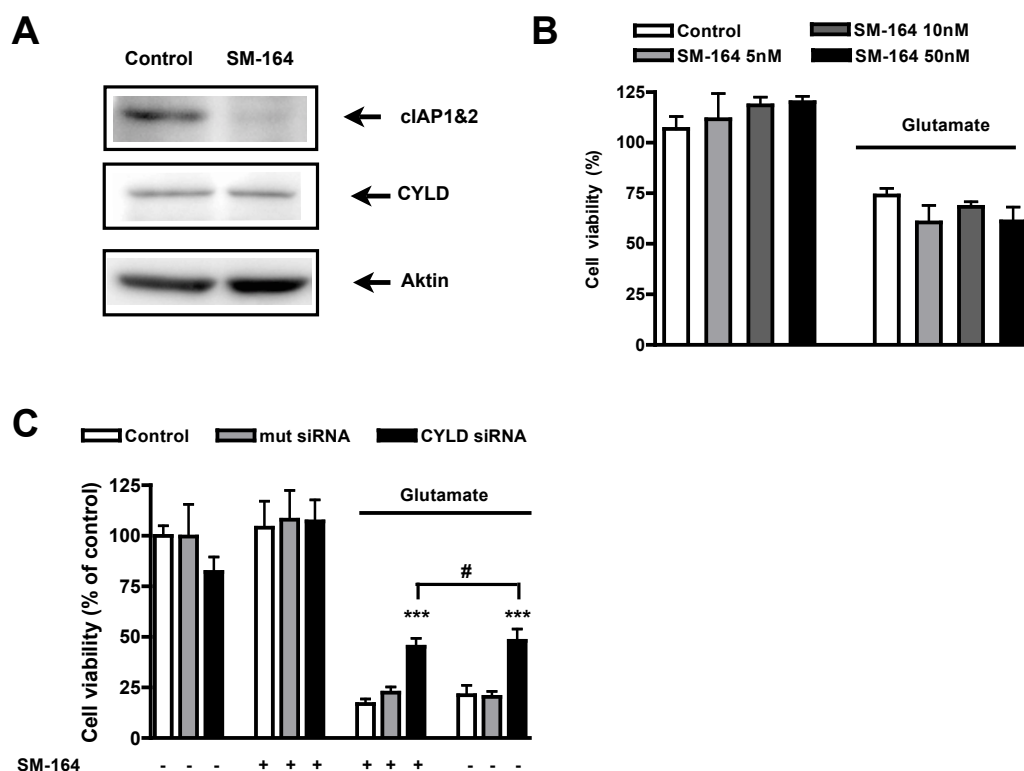 A
Control SM-164
cIAP1&2
CYLD
Aktin
B
Control SM-164 10nM
SM-164 5nM SM-164 50nM
Cell viability (%)
125
100
75
50
25
0
Glutamate
C
Control mut siRNA CYLD siRNA
Cell viability (% of control)
125
100
75
50
25
0
Glutamate
#
*** ***
SM-164 - - - + + + + + + - - -